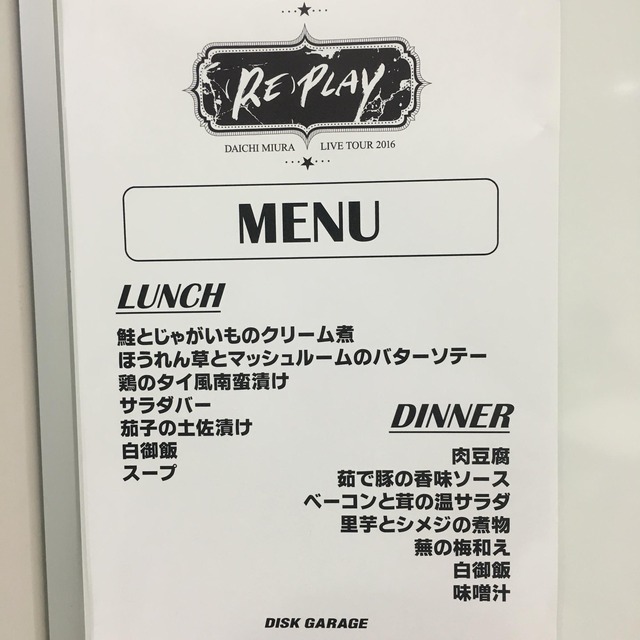 (RE)PLAY
DAICHI MIURA LIVE TOUR 2016
MENU
LUNCH
鮭とじゃがいものクリーム煮
ほうれん草とマッシュルームのバターソテー
鶏のタイ風南蛮漬け
サラダバー
茄子の土佐漬け
白御飯
スープ
DINNER
肉豆腐
茹で豚の香味ソース
ベーコンと茸の温サラダ
里芋とシメジの煮物
蕪の梅和え
白御飯
味噌汁
DISK GARAGE